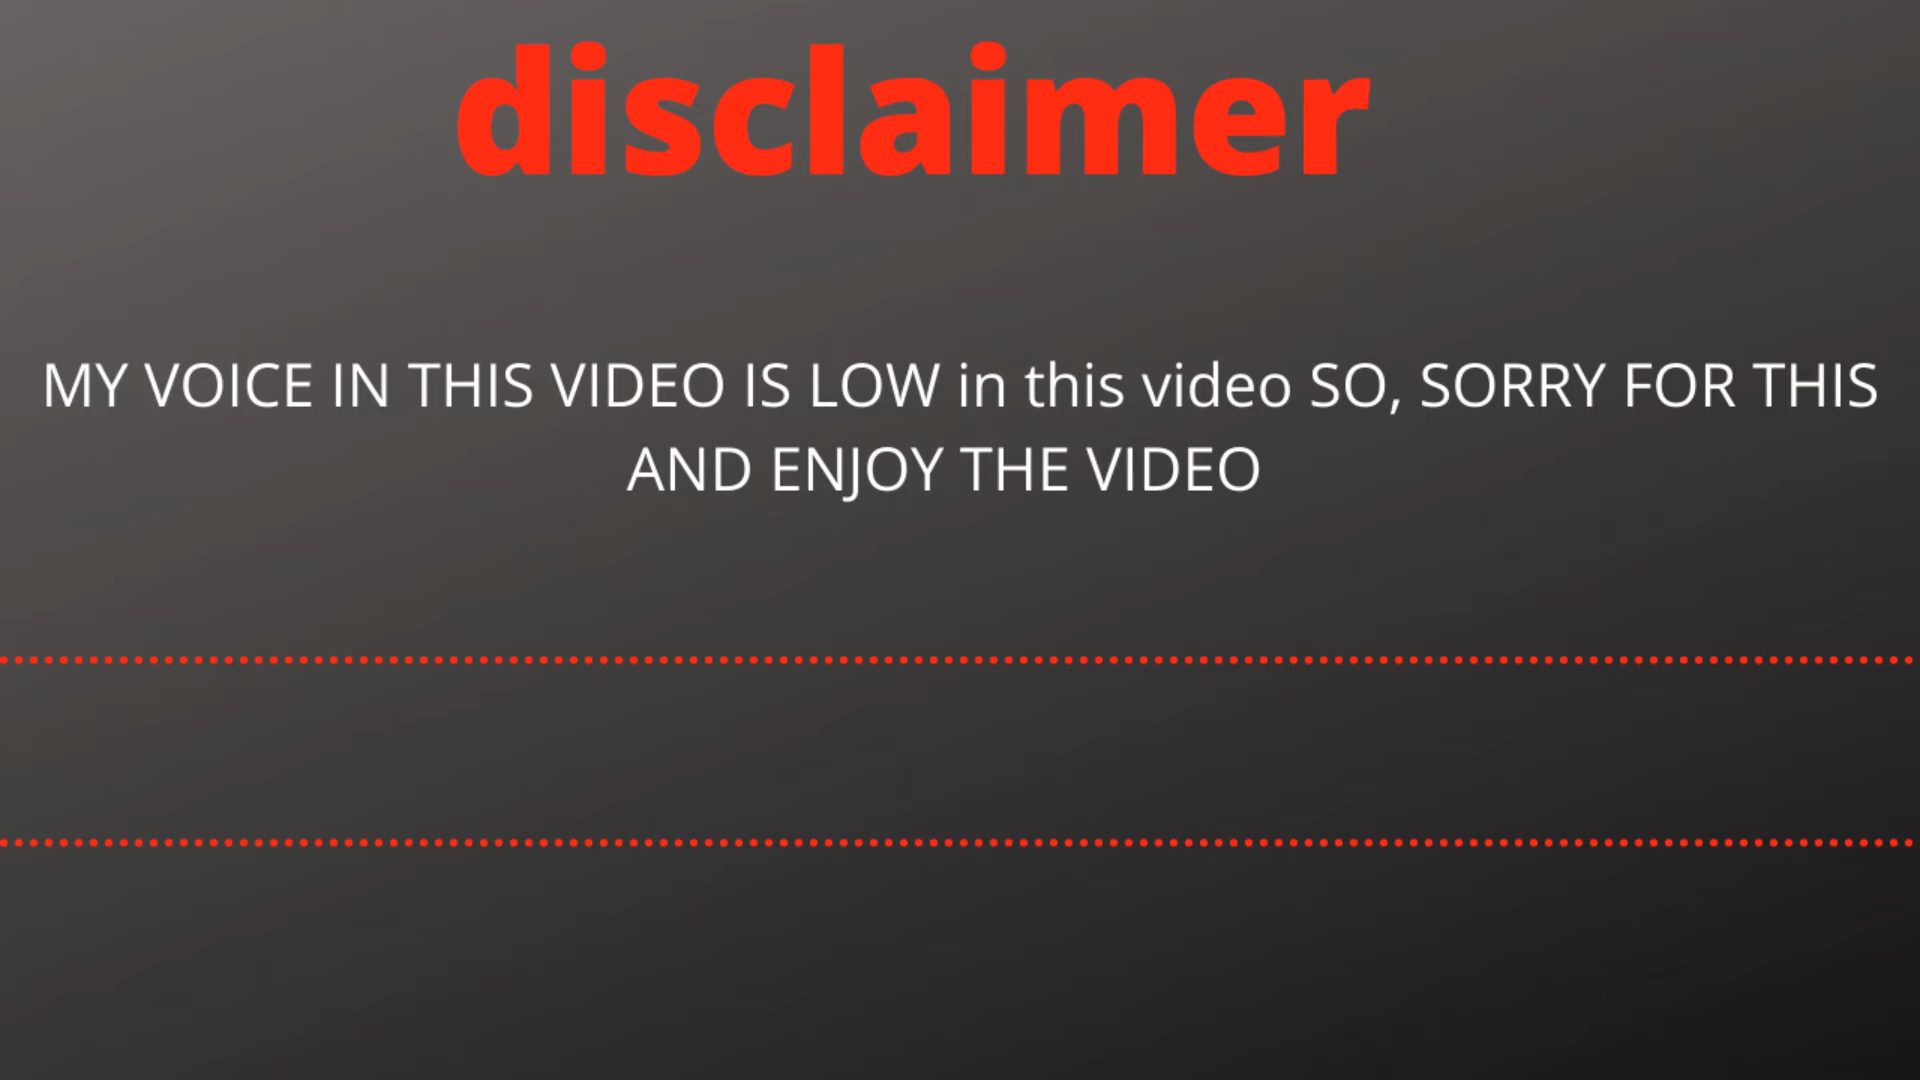 disclaimer
MY VOICE IN THIS VIDEO IS LOW in this video SO, SORRY FOR THIS
AND ENJOY THE VIDEO